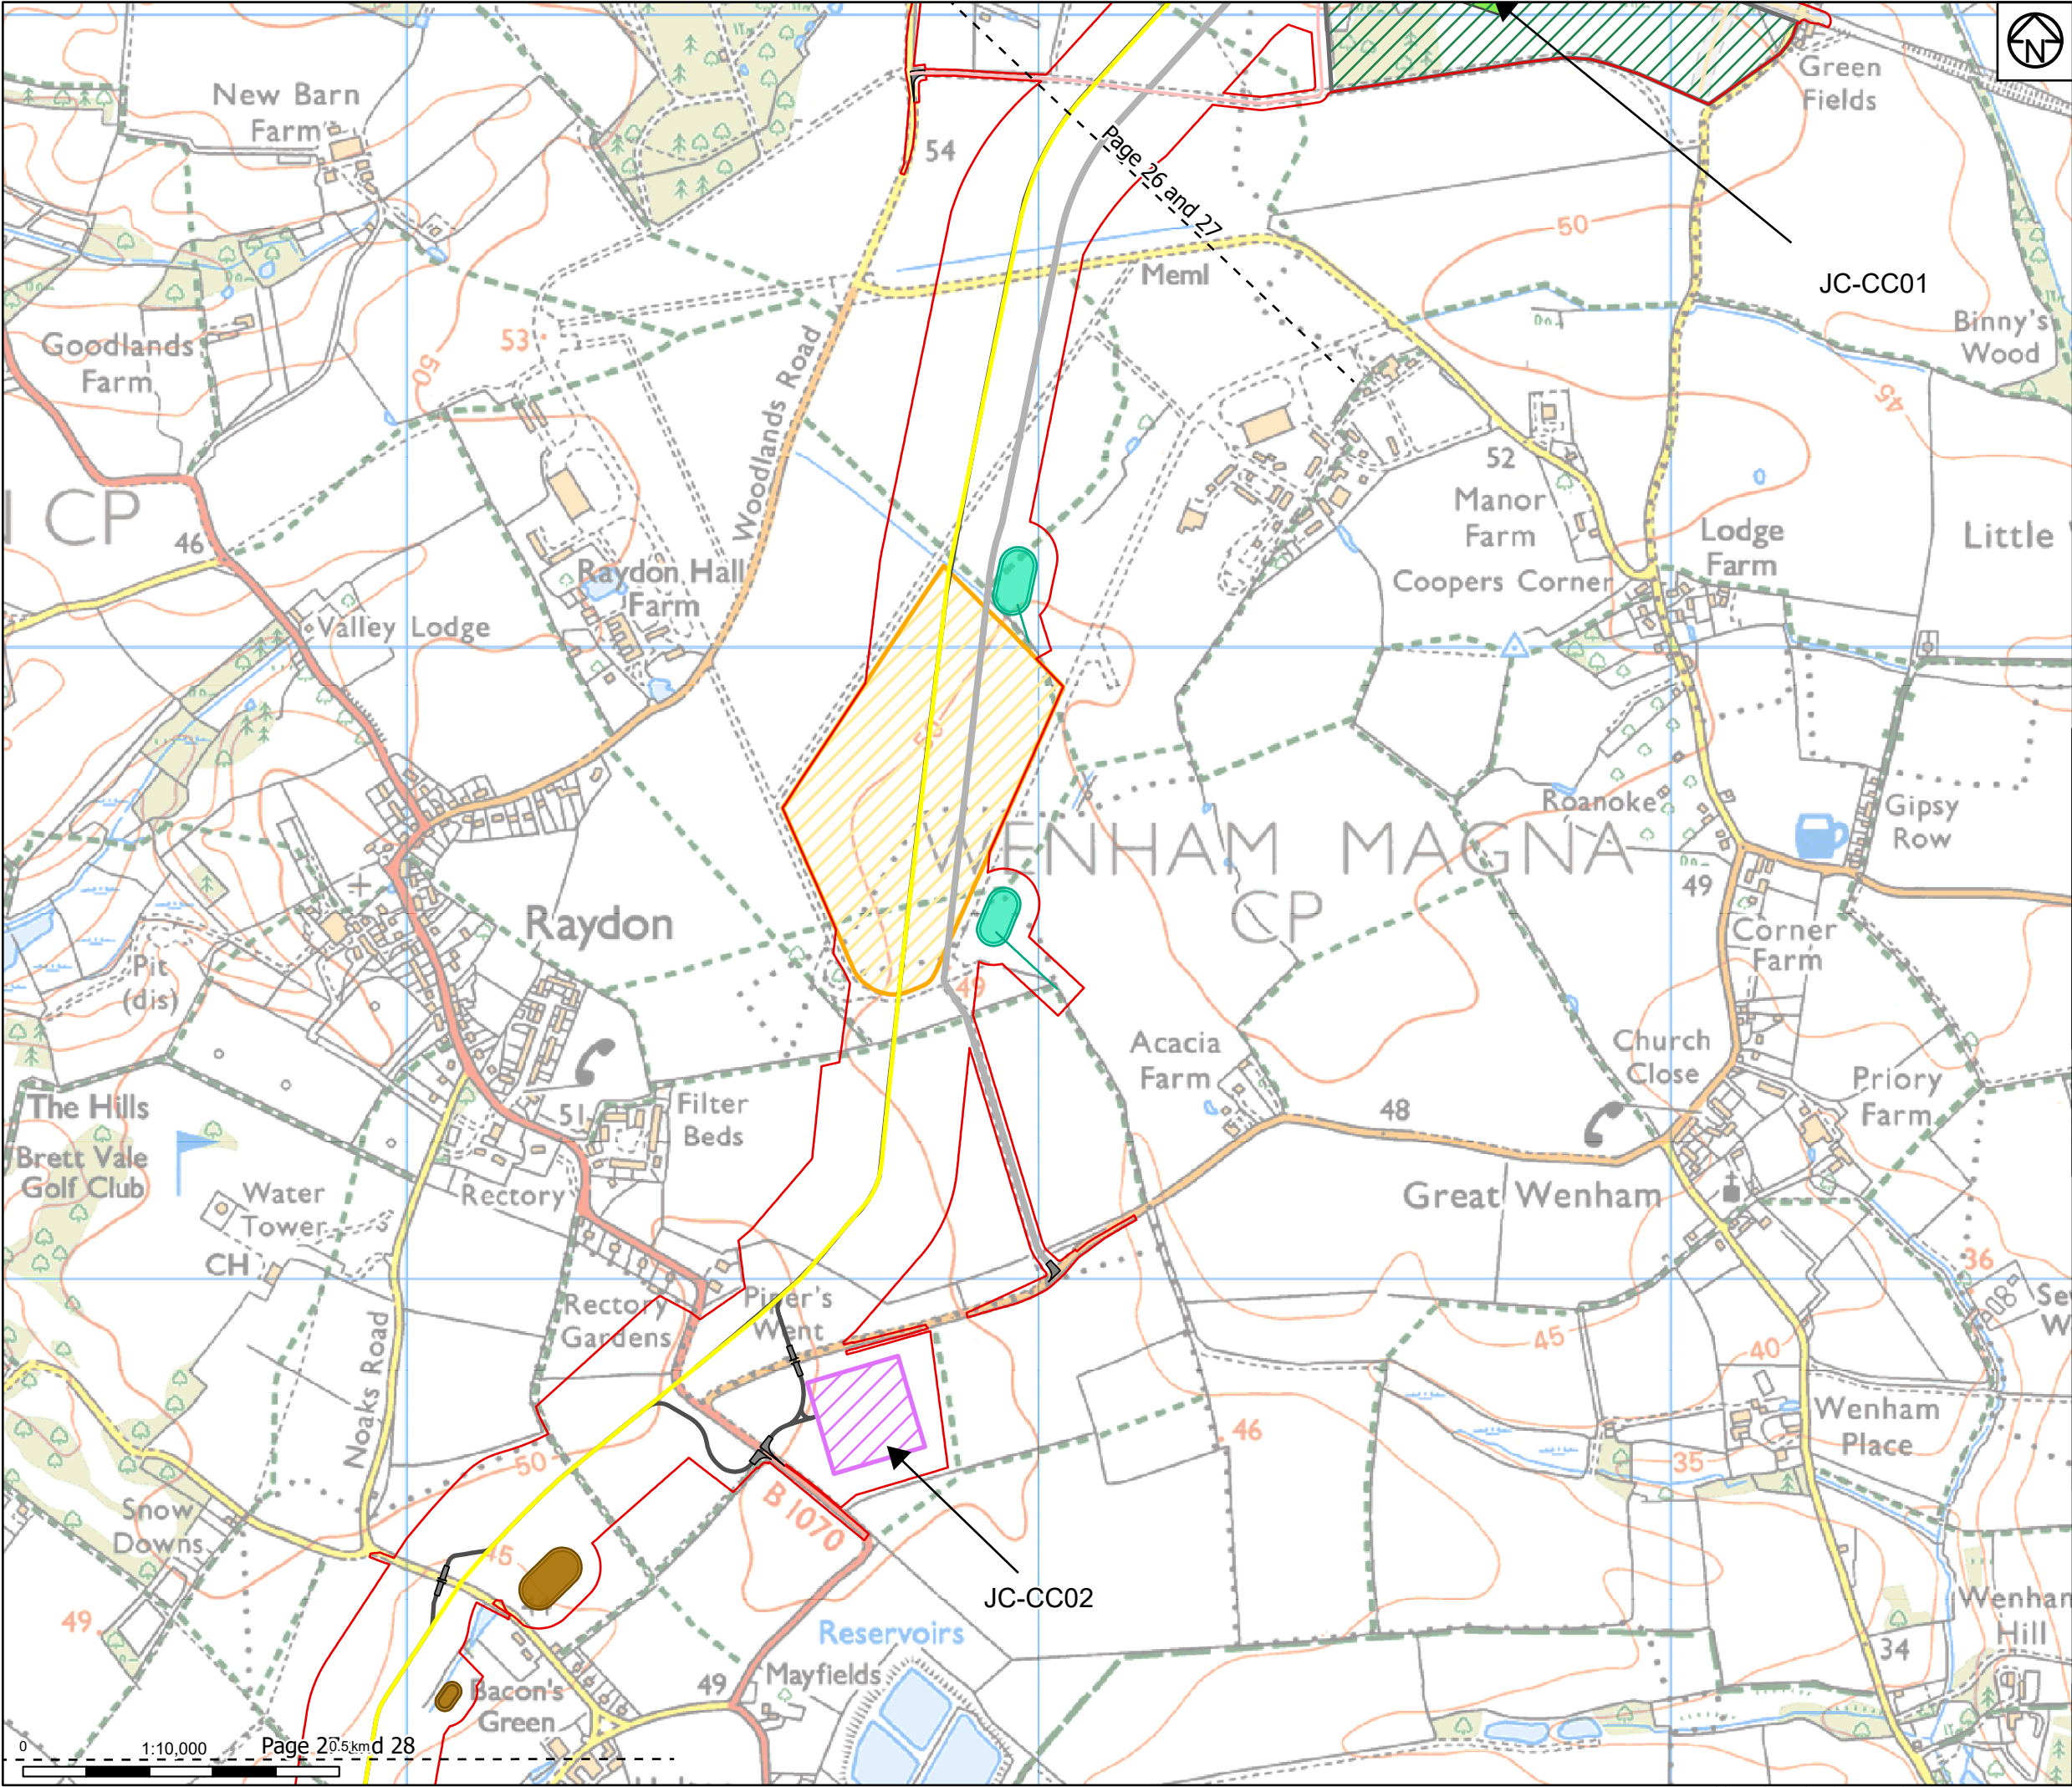 N
New Barn
Farm
Green
Fields
54
Page 26 and 27
50
JC-CC01
Meml
Binny's
Wood
Goodlands
Farm
53
50
45
Woodlands Road
52
Manor
Farm
CP
46
Lodge
Farm
Little
Raydon Hall
Farm
Coopers Corner
Valley Lodge
Roanoke
Gipsy
Row
WENHAM MAGNA
CP
49
Raydon
Corner
Farm
Pit
(dis)
49
Acacia
Farm
Church
Close
Priory
Farm
The Hills
51
Filter
Beds
48
Brett Vale
Golf Club
Water
Tower
Rectory
Great Wenham
CH
36
Rectory
Gardens
Piper's
Went
45
40
Noaks Road
Wenham
Place
46
50
35
B 1070
Snow
Downs
45
JC-CC02
49
Reservoirs
Wenham
Hill
34
Mayfields
49
Bacon's
Green
0
1:10,000
0.5 km
Page 2
d 28